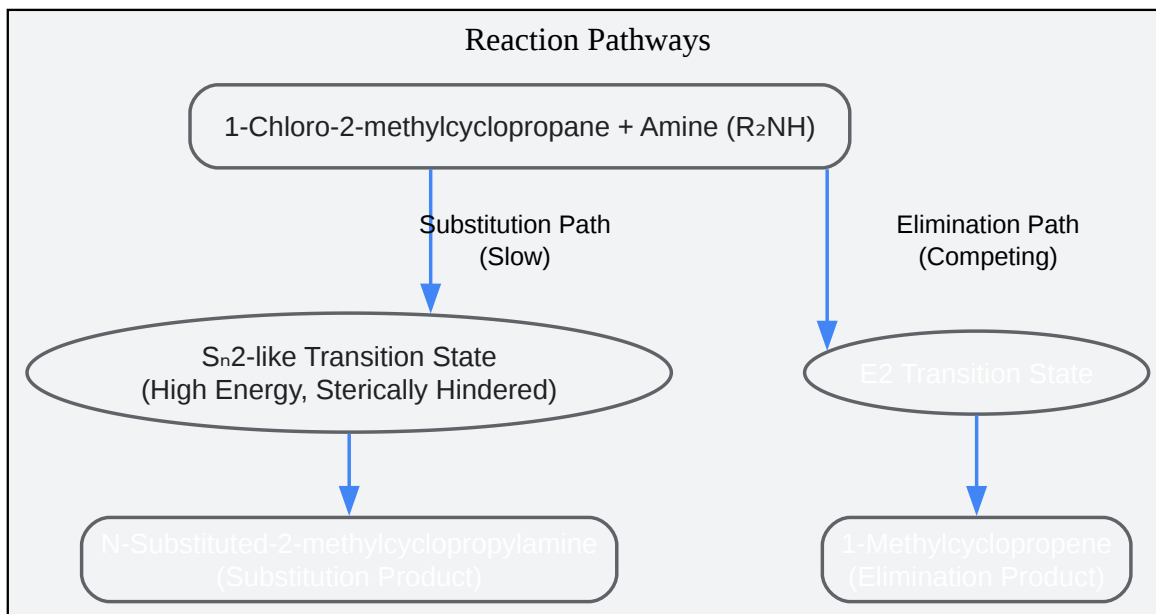 Reaction Pathways
1-Chloro-2-methylcyclopropane + Amine (R₂NH)
Substitution Path
(Slow)
Elimination Path
(Competing)
Sₙ2-like Transition State
(High Energy, Sterically Hindered)
E2 Transition State
N-Substituted-2-methylcyclopropylamine
(Substitution Product)
1-Methylcyclopropene
(Elimination Product)